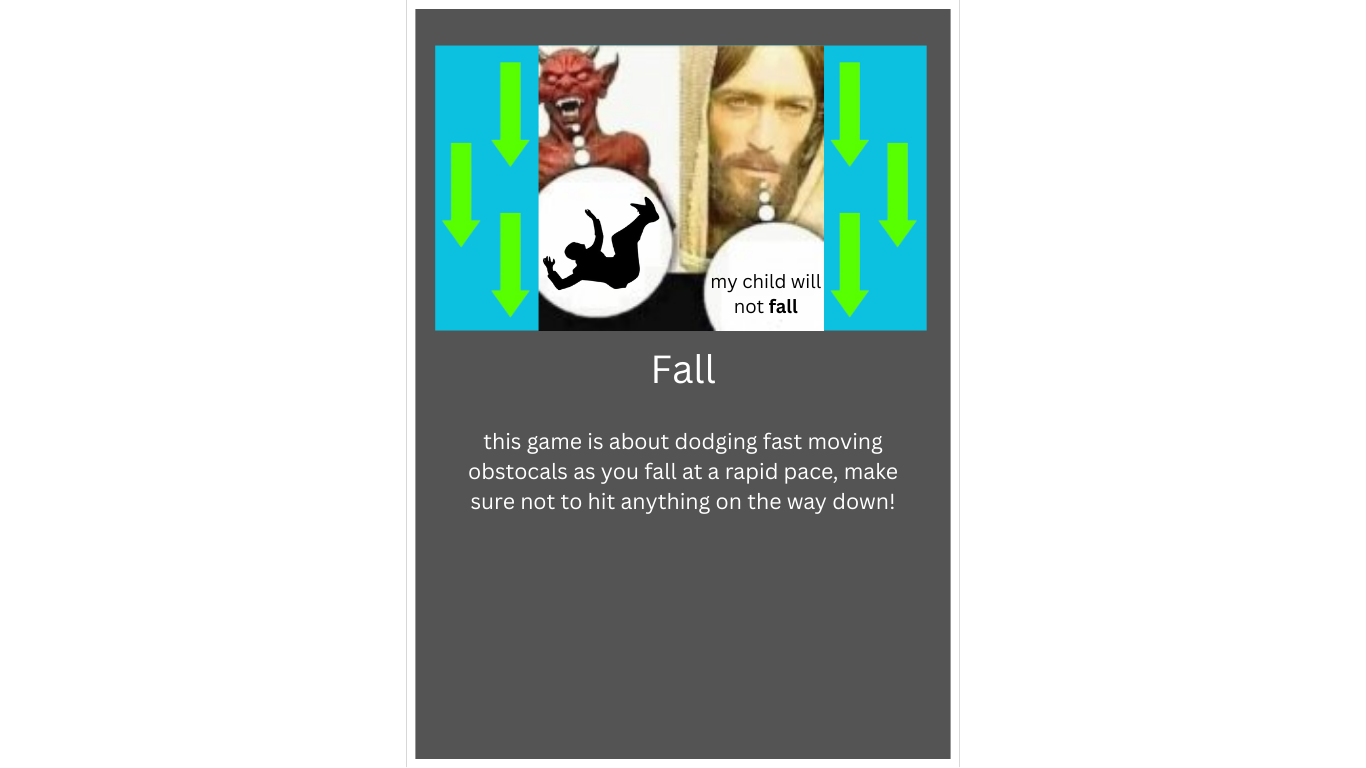 my child will
not fall
Fall
this game is about dodging fast moving
obstocals as you fall at a rapid pace, make
sure not to hit anything on the way down!